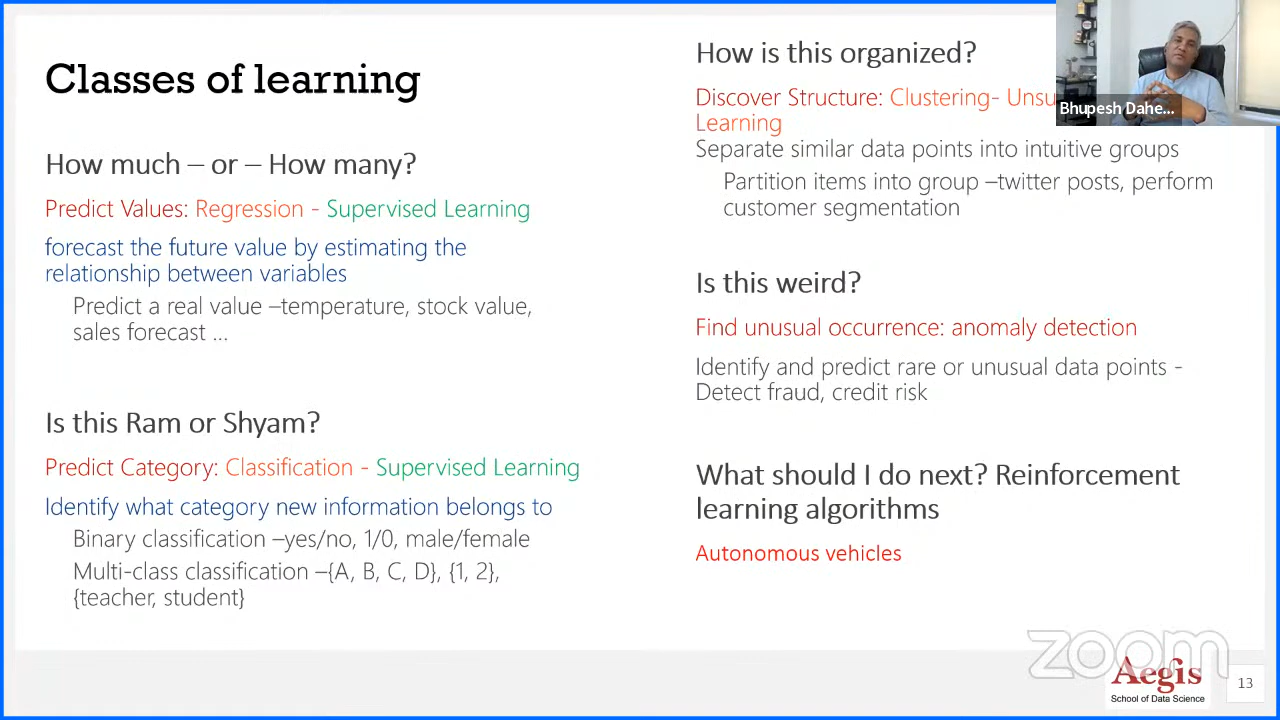 Classes of learning
How much – or – How many?
Predict Values: Regression - Supervised Learning
forecast the future value by estimating the
relationship between variables
Predict a real value –temperature, stock value,
sales forecast ...
Is this Ram or Shyam?
Predict Category: Classification - Supervised Learning
Identify what category new information belongs to
Binary classification –yes/no, 1/0, male/female
Multi-class classification –{A, B, C, D}, {1, 2},
{teacher, student}
How is this organized?
Discover Structure: Clustering-
Learning
Separate similar data points into intuitive groups
Partition items into group –twitter posts, perform
customer segmentation
Is this weird?
Find unusual occurrence: anomaly detection
Identify and predict rare or unusual data points -
Detect fraud, credit risk
What should I do next? Reinforcement
learning algorithms
Autonomous vehicles
Bhupesh Dahe...
zoom
Aegis
School of Data Science
13